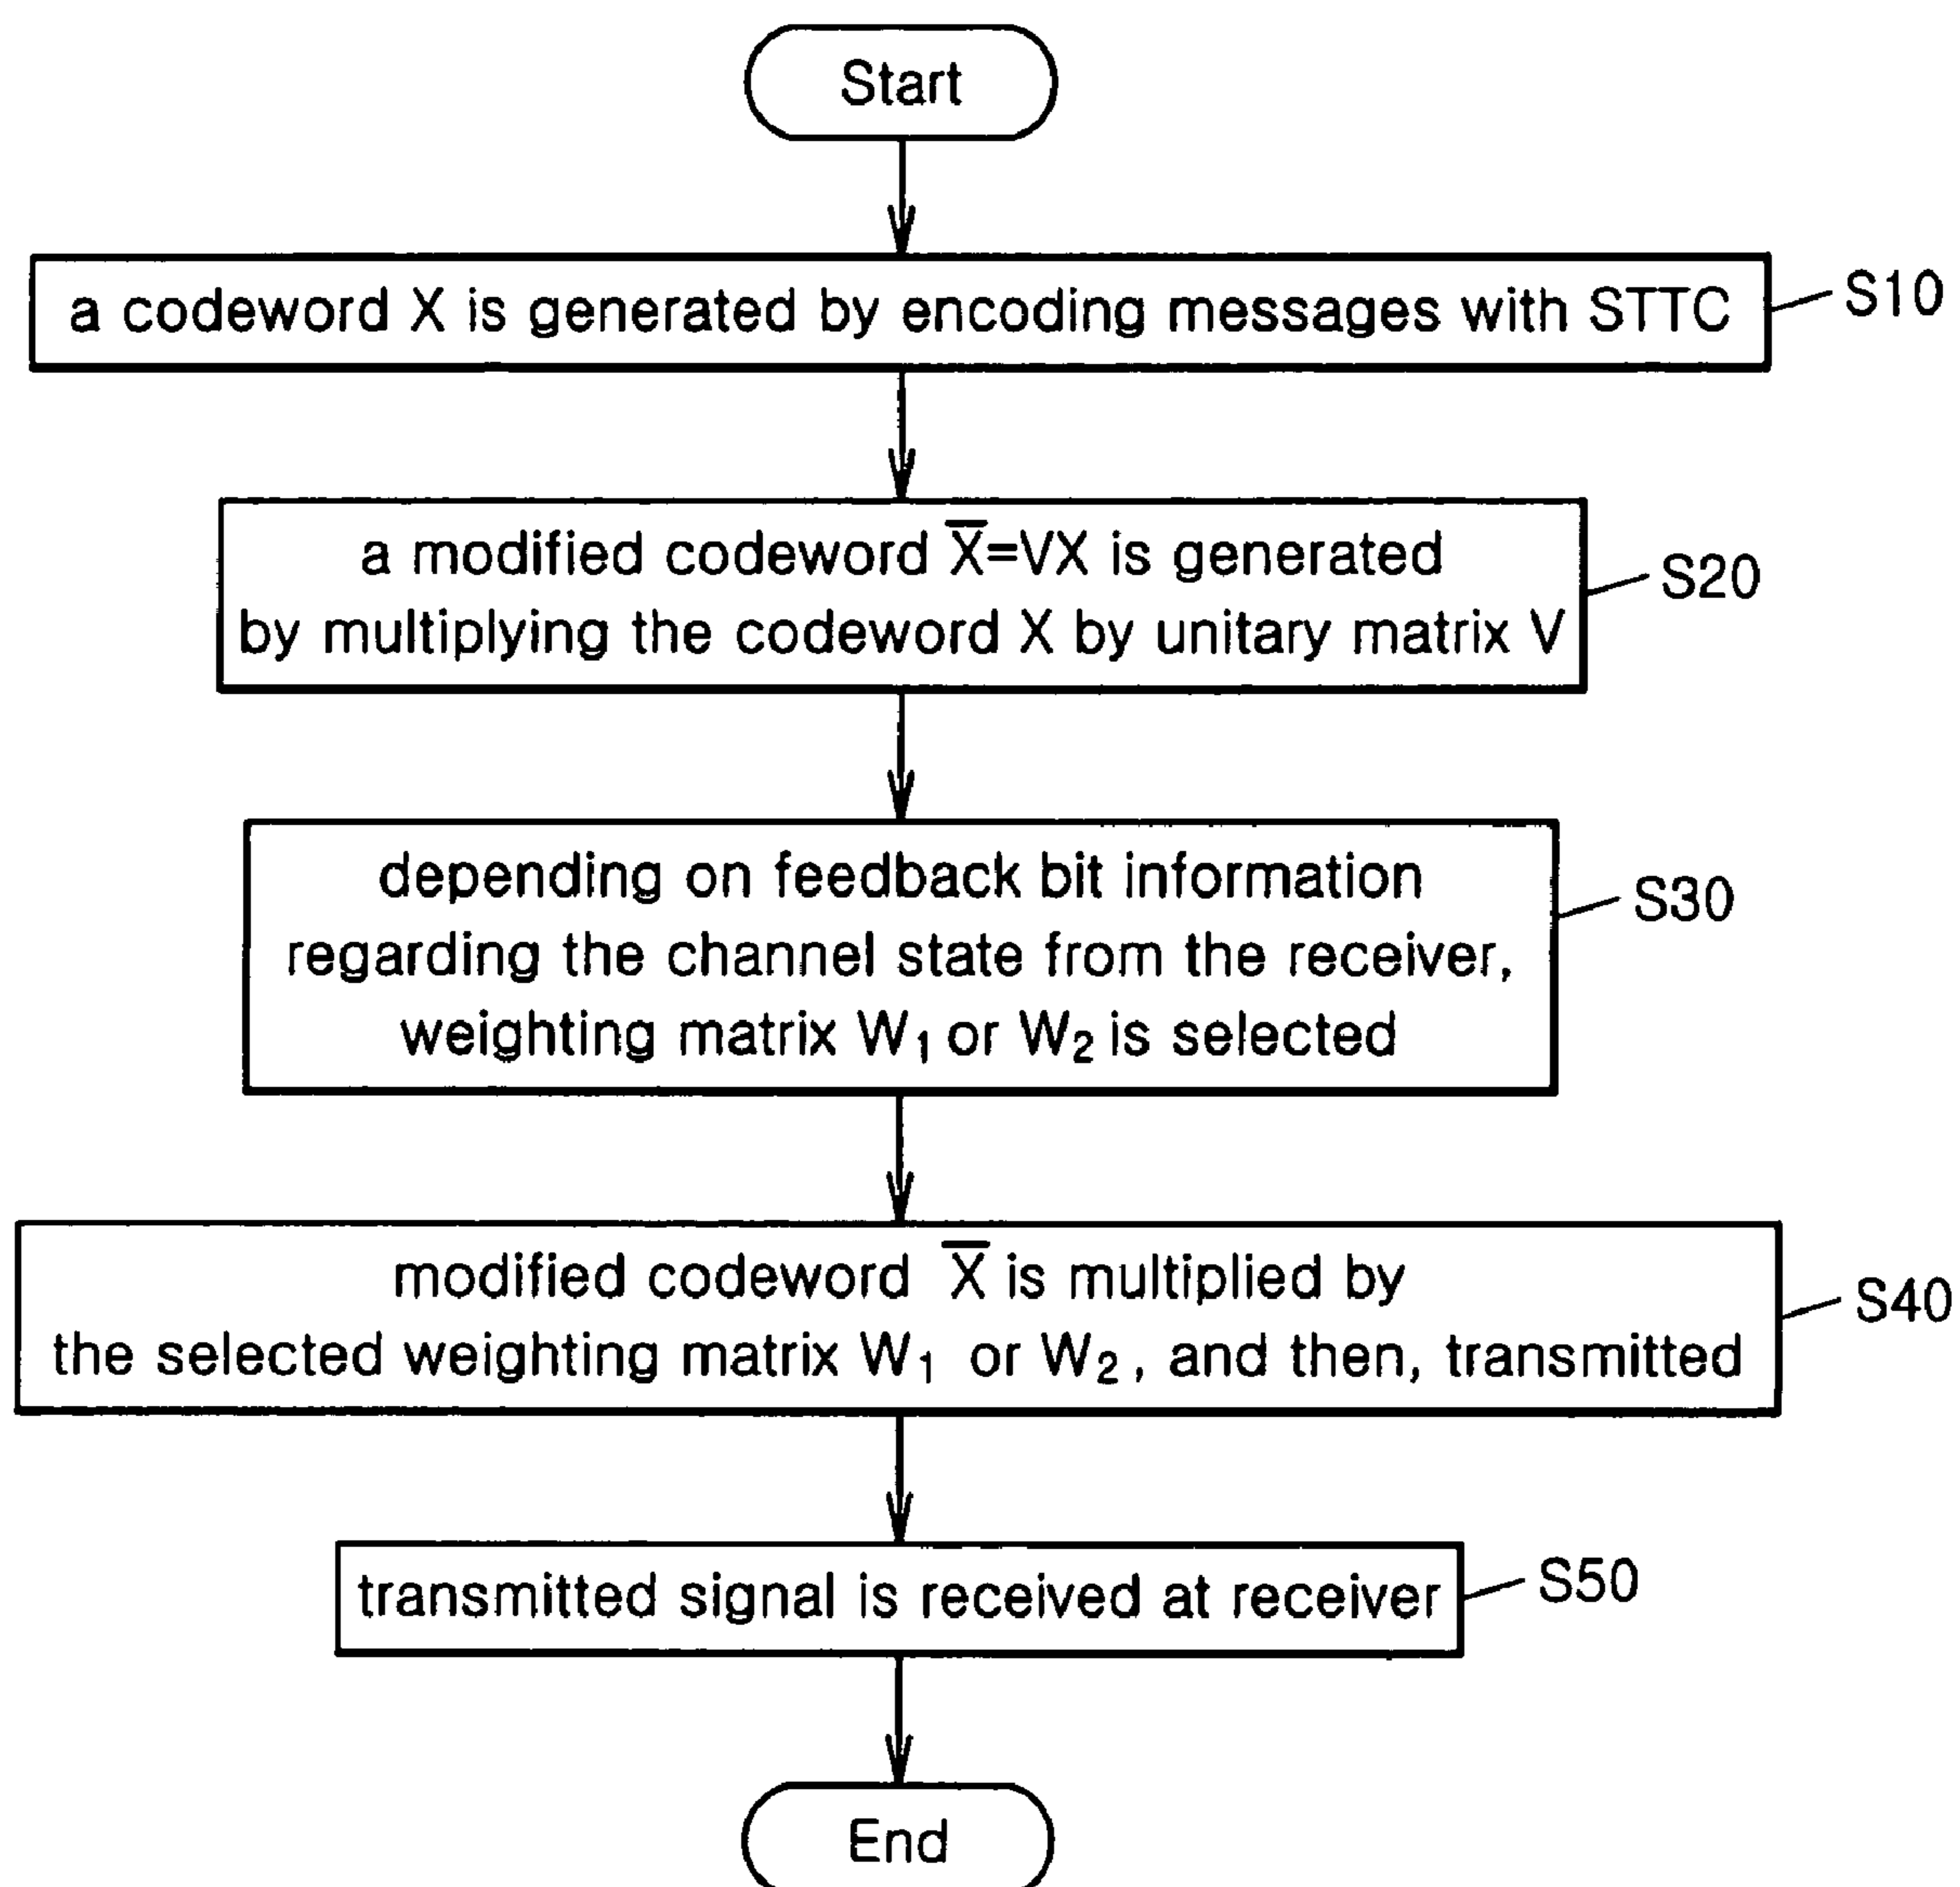 Start
a codeword X is generated by encoding messages with STTC
S10
a modified codeword X̅=VX is generated
by multiplying the codeword X by unitary matrix V
S20
depending on feedback bit information
regarding the channel state from the receiver,
weighting matrix W₁ or W₂ is selected
S30
modified codeword X̅ is multiplied by
the selected weighting matrix W₁ or W₂, and then, transmitted
S40
transmitted signal is received at receiver
S50
End